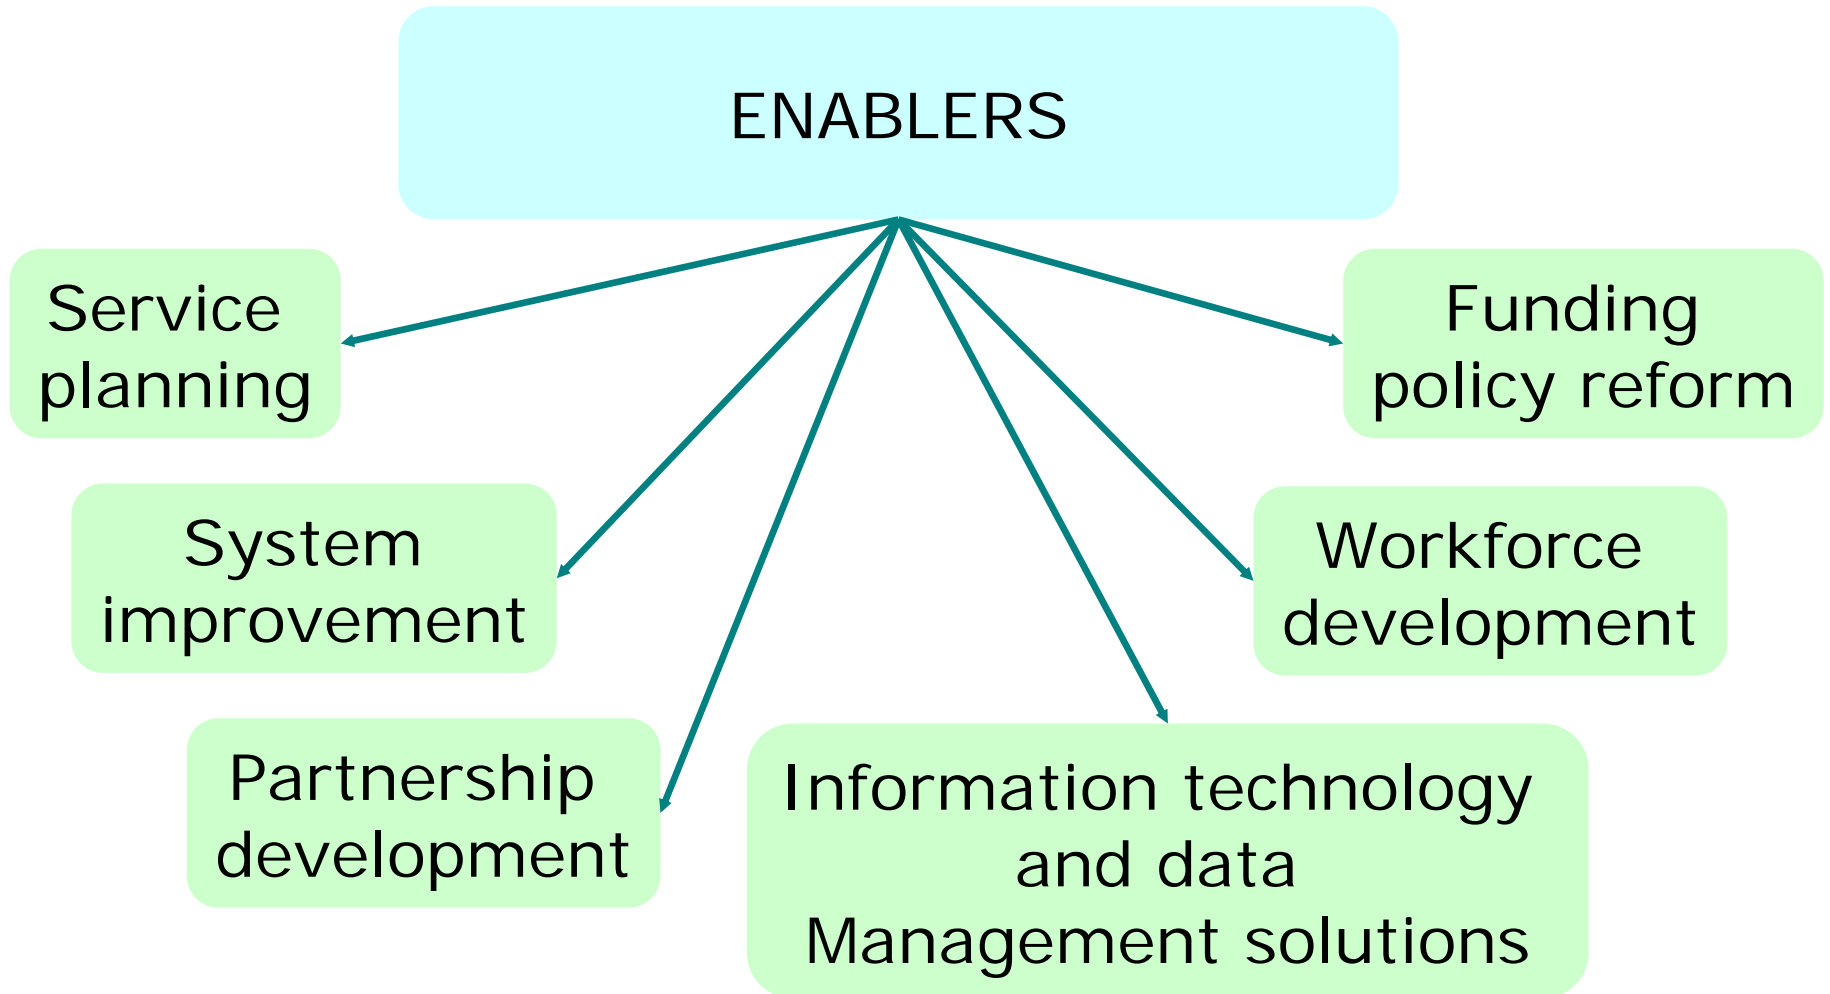 ENABLERS
Service
planning
Funding
policy reform
System
improvement
Workforce
development
Partnership
development
Information technology
and data
Management solutions